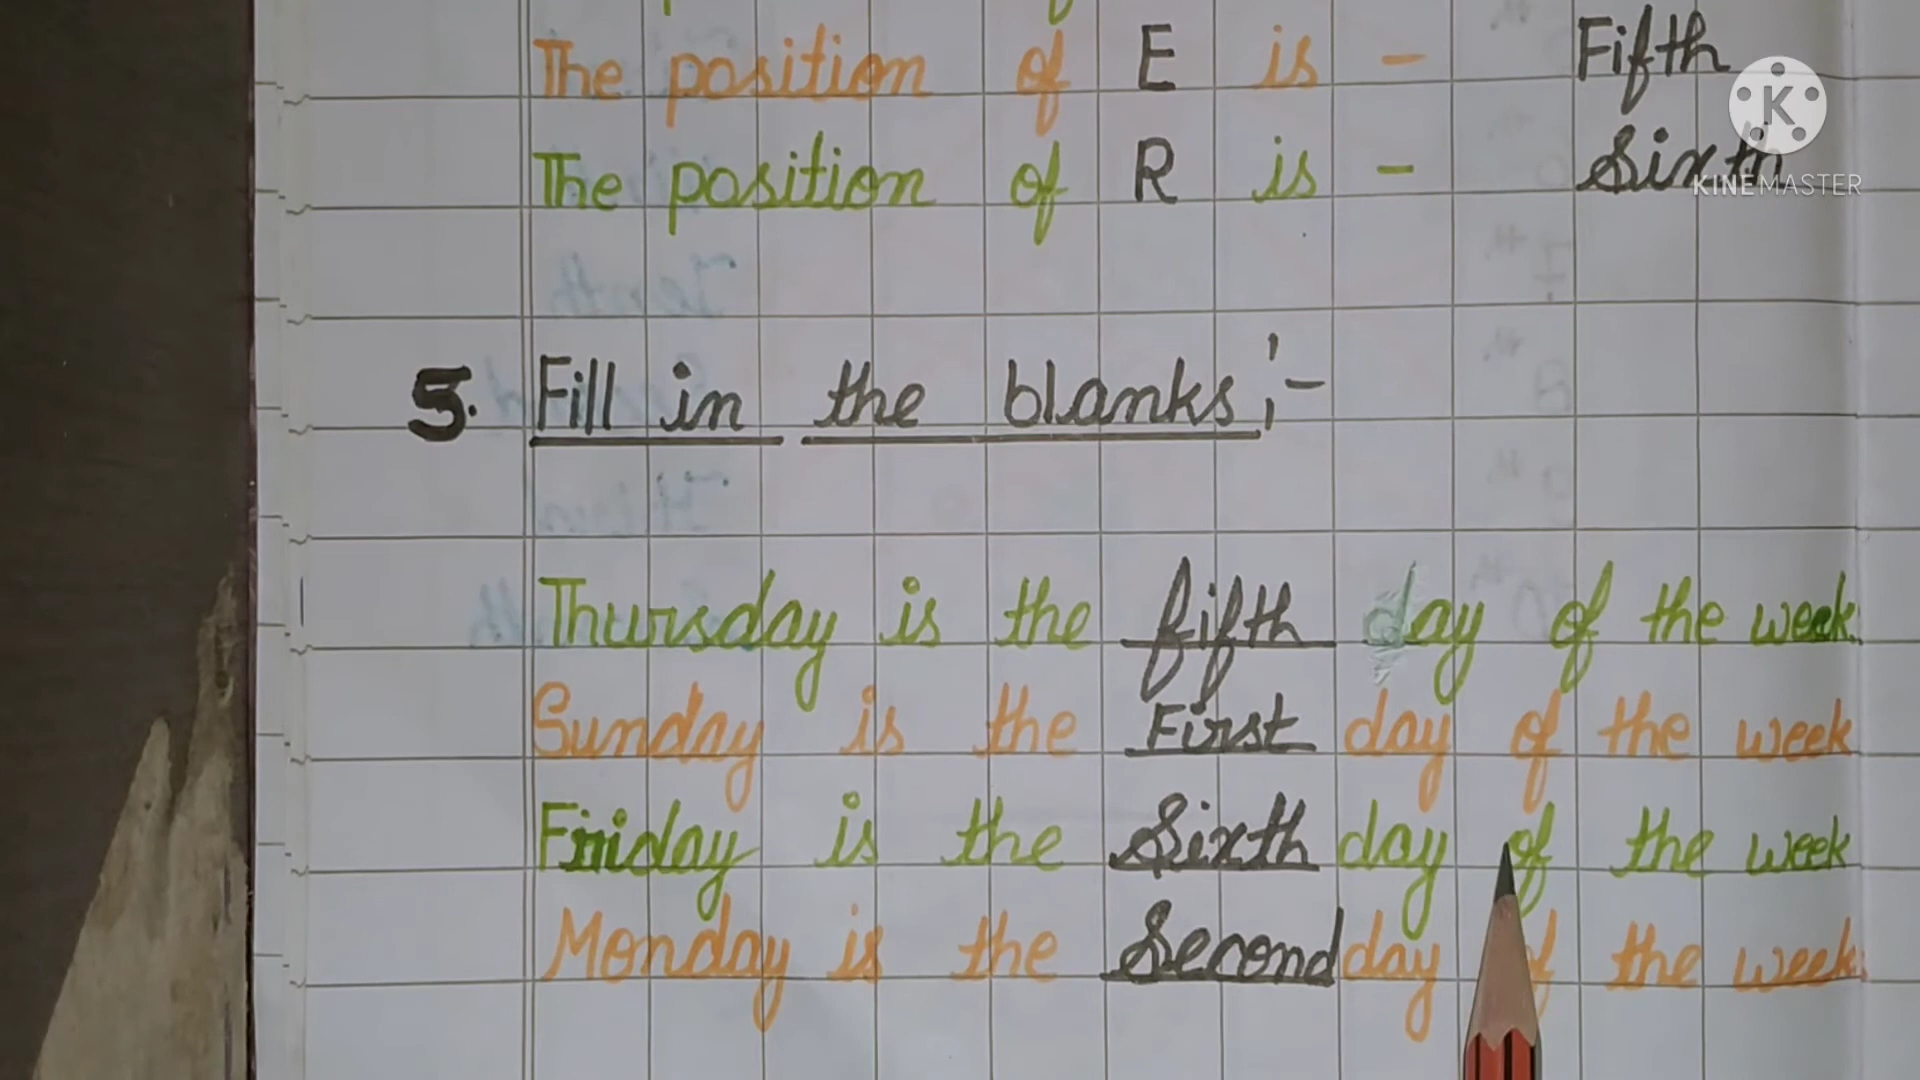 The position of E is - Fifth
The position of R is - Sixth
K
KINEMASTER
5. Fill in the blanks :-
Thursday is the fifth day of the week.
Sunday is the First day of the week
Friday is the Sixth day of the week
Monday is the Second day of the week.